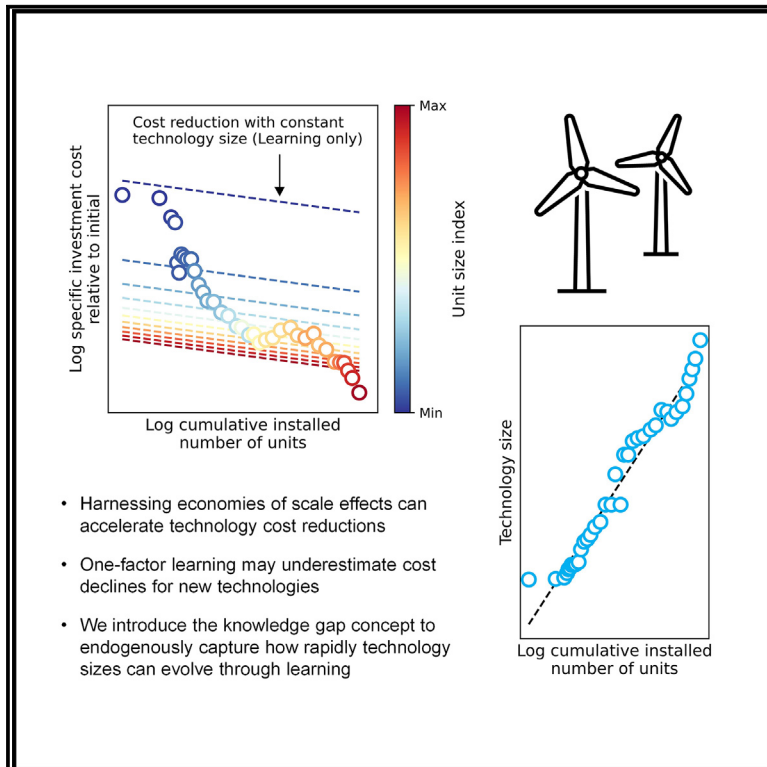 Cost reduction with constant
technology size (Learning only)
Log specific investment cost
relative to initial
Log cumulative installed
number of units
Max
Unit size index
Min
Technology size
Log cumulative installed
number of units
• Harnessing economies of scale effects can
accelerate technology cost reductions
• One-factor learning may underestimate cost
declines for new technologies
• We introduce the knowledge gap concept to
endogenously capture how rapidly technology
sizes can evolve through learning